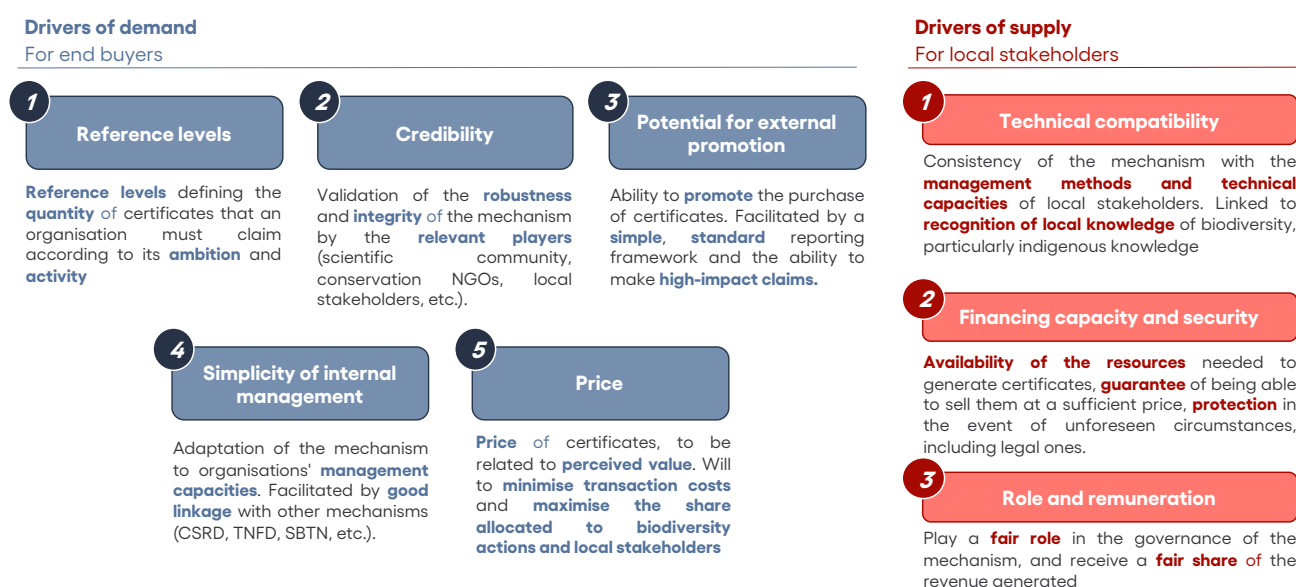 Drivers of demand
For end buyers
1
Reference levels
Reference levels defining the
quantity of certificates that an
organisation must claim
according to its ambition and
activity
2
Credibility
Validation of the robustness
and integrity of the mechanism
by the relevant players
(scientific community,
conservation NGOs, local
stakeholders, etc.).
3
Potential for external
promotion
Ability to promote the purchase
of certificates. Facilitated by a
simple, standard reporting
framework and the ability to
make high-impact claims.
4
Simplicity of internal
management
Adaptation of the mechanism
to organisations' management
capacities. Facilitated by good
linkage with other mechanisms
(CSRD, TNFD, SBTN, etc.).
5
Price
Price of certificates, to be
related to perceived value. Will
to minimise transaction costs
and maximise the share
allocated to biodiversity
actions and local stakeholders
Drivers of supply
For local stakeholders
1
Technical compatibility
Consistency of the mechanism with the
management methods and technical
capacities of local stakeholders. Linked to
recognition of local knowledge of biodiversity,
particularly indigenous knowledge
2
Financing capacity and security
Availability of the resources needed to
generate certificates, guarantee of being able
to sell them at a sufficient price, protection in
the event of unforeseen circumstances,
including legal ones.
3
Role and remuneration
Play a fair role in the governance of the
mechanism, and receive a fair share of the
revenue generated